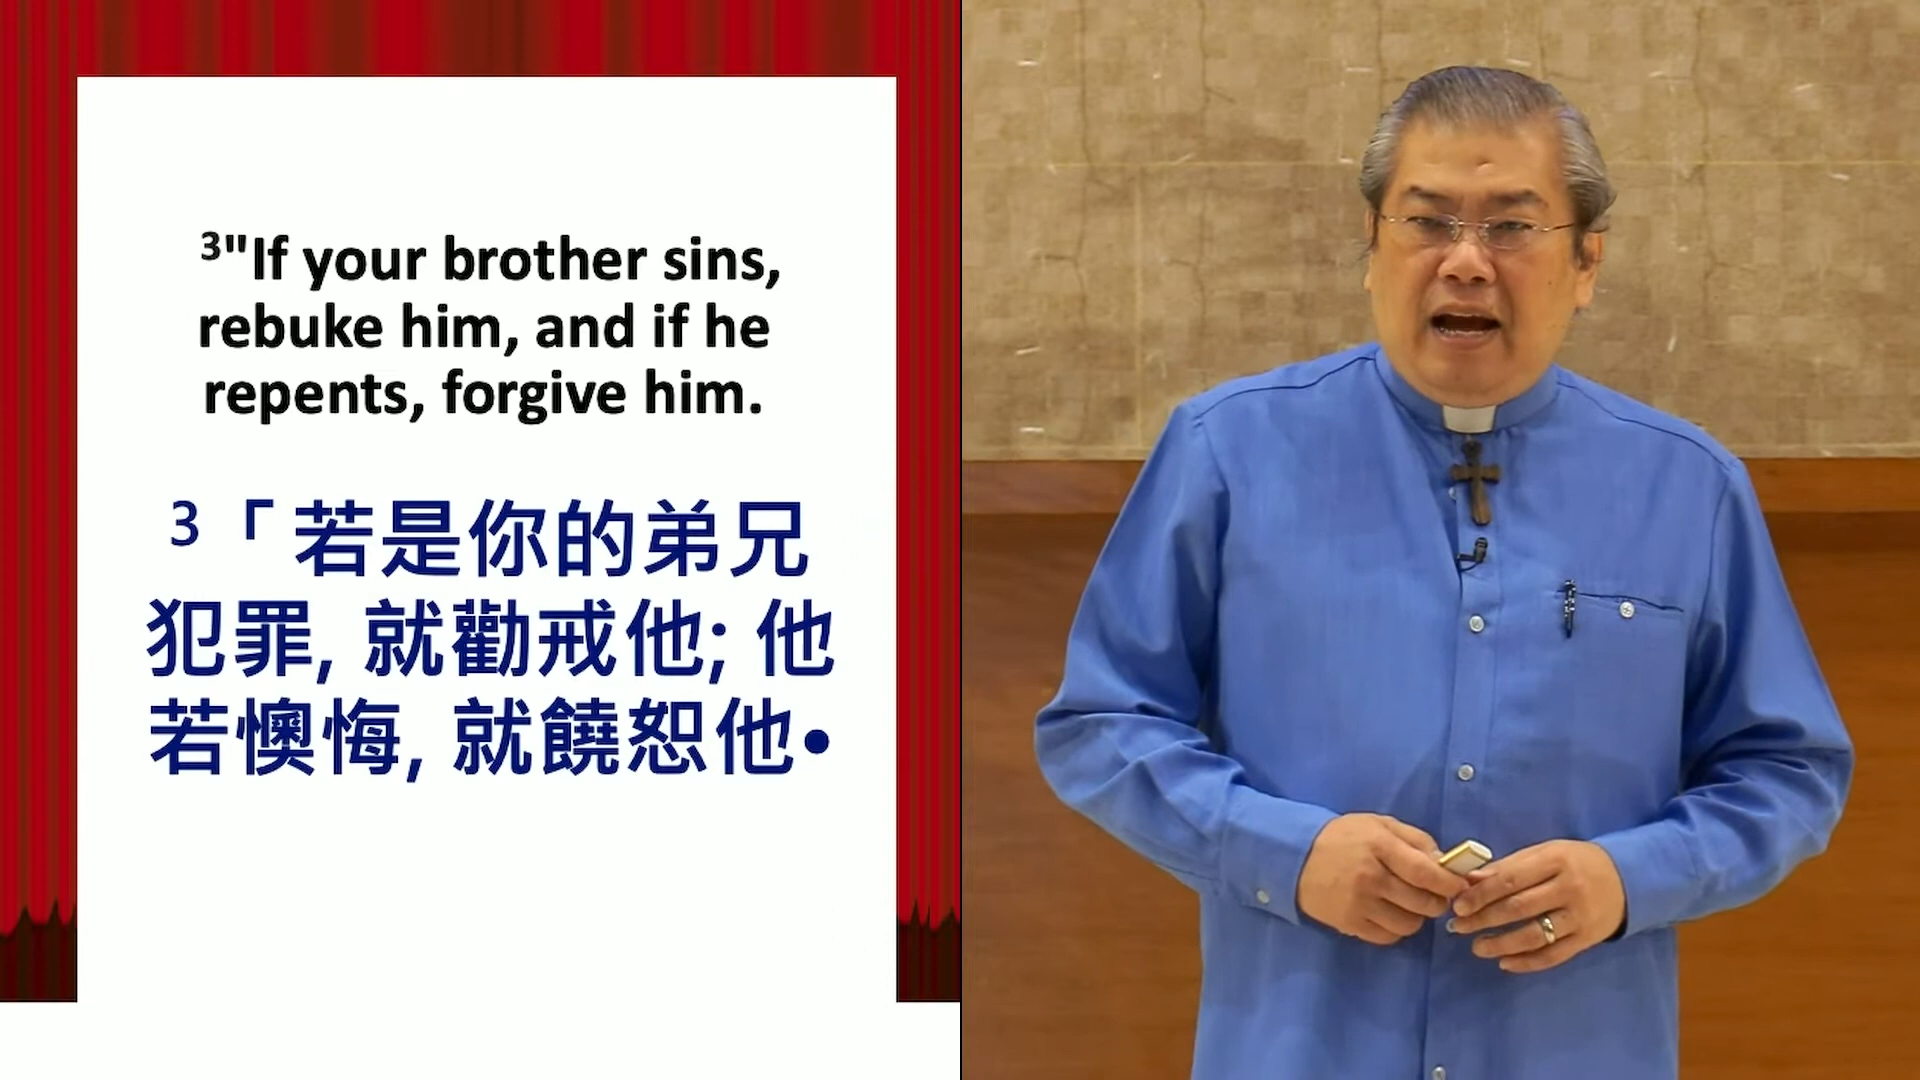 3"If your brother sins,
rebuke him, and if he
repents, forgive him.
3「若是你的弟兄
犯罪, 就勸戒他; 他
若懊悔, 就饒恕他•